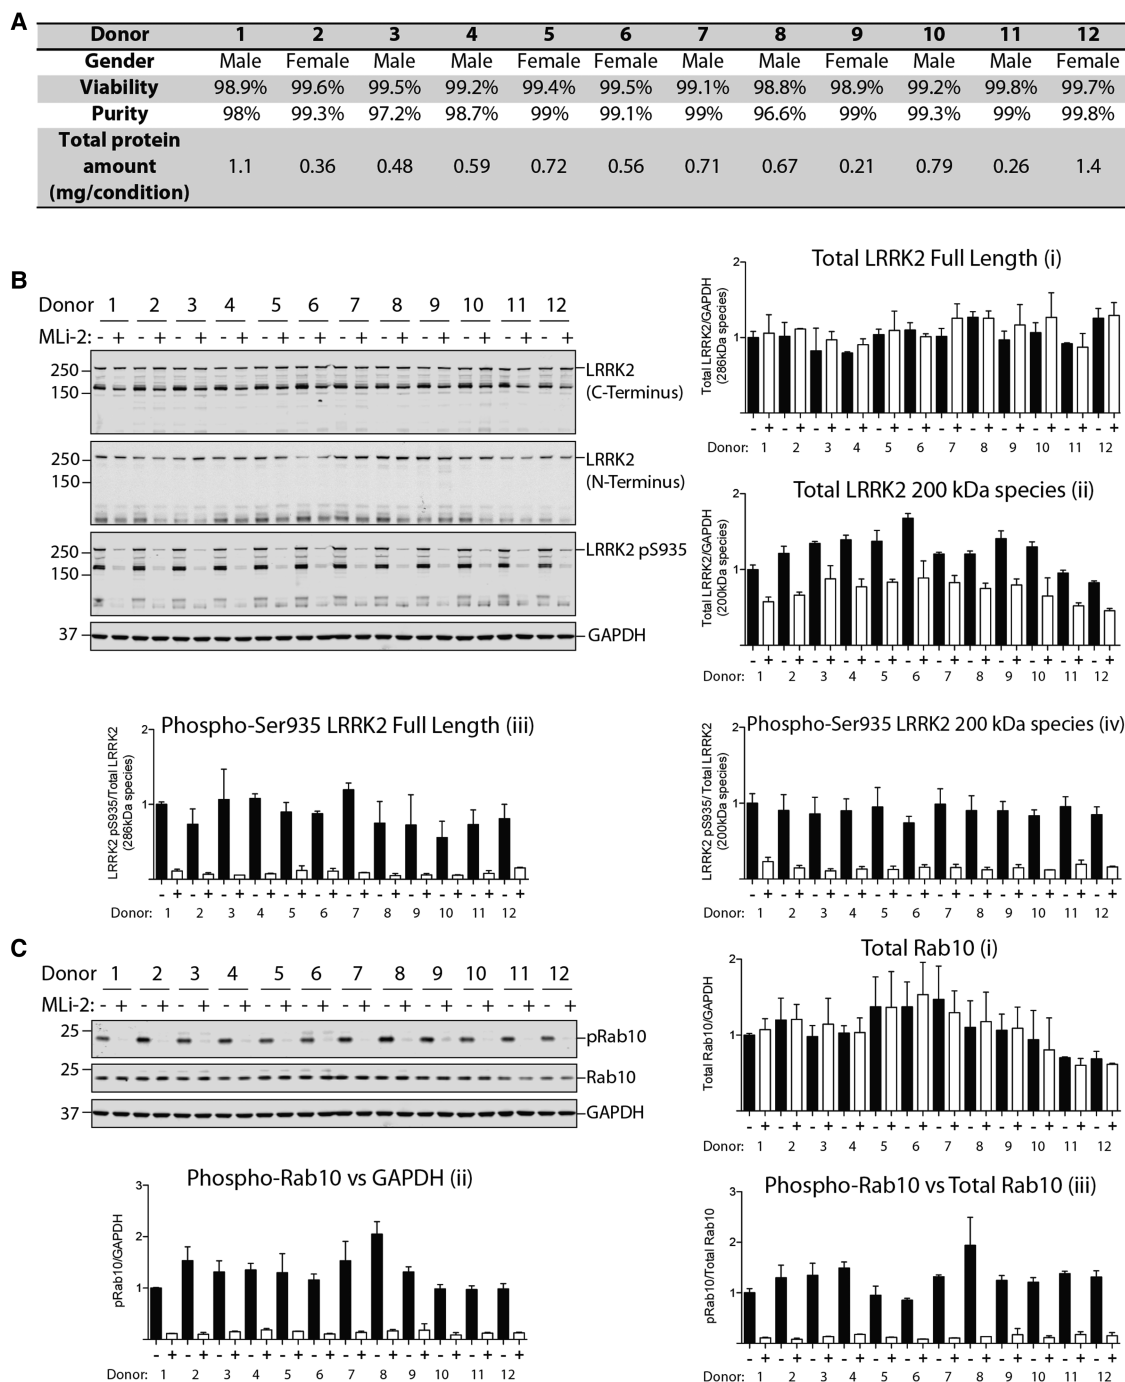 A
Donor 1 2 3 4 5 6 7 8 9 10 11 12
Gender Male Female Male Male Female Female Male Male Female Male Male Female
Viability 98.9% 99.6% 99.5% 99.2% 99.4% 99.5% 99.1% 98.8% 98.9% 99.2% 99.8% 99.7%
Purity 98% 99.3% 97.2% 98.7% 99% 99.1% 99% 96.6% 99% 99.3% 99% 99.8%
Total protein
amount
(mg/condition) 1.1 0.36 0.48 0.59 0.72 0.56 0.71 0.67 0.21 0.79 0.26 1.4
B
Donor 1 2 3 4 5 6 7 8 9 10 11 12
MLi-2: - + - + - + - + - + - + - + - + - + - + - + - +
250
150
LRRK2
(C-Terminus)
250
150
LRRK2
(N-Terminus)
250
150
LRRK2 pS935
37
GAPDH
Total LRRK2 Full Length (i)
Total LRRK2/GAPDH
(286kDa species)
2
1
- + - + - + - + - + - + - + - + - + - + - + - +
Donor: 1 2 3 4 5 6 7 8 9 10 11 12
Total LRRK2 200 kDa species (ii)
Total LRRK2/GAPDH
(200kDa species)
2
1
- + - + - + - + - + - + - + - + - + - + - + - +
Donor: 1 2 3 4 5 6 7 8 9 10 11 12
Phospho-Ser935 LRRK2 Full Length (iii)
LRRK2 pS935/Total LRRK2
(286kDa species)
2
1
- + - + - + - + - + - + - + - + - + - + - + - +
Donor: 1 2 3 4 5 6 7 8 9 10 11 12
Phospho-Ser935 LRRK2 200 kDa species (iv)
LRRK2 pS935/ Total LRRK2
(200kDa species)
2
1
- + - + - + - + - + - + - + - + - + - + - + - +
Donor: 1 2 3 4 5 6 7 8 9 10 11 12
C
Donor 1 2 3 4 5 6 7 8 9 10 11 12
MLi-2: - + - + - + - + - + - + - + - + - + - + - + - +
25
pRab10
25
Rab10
37
GAPDH
Total Rab10 (i)
Total Rab10/GAPDH
2
1
- + - + - + - + - + - + - + - + - + - + - + - +
Donor: 1 2 3 4 5 6 7 8 9 10 11 12
Phospho-Rab10 vs GAPDH (ii)
pRab10/GAPDH
3
2
1
- + - + - + - + - + - + - + - + - + - + - + - +
Donor: 1 2 3 4 5 6 7 8 9 10 11 12
Phospho-Rab10 vs Total Rab10 (iii)
pRab10/Total Rab10
3
2
1
- + - + - + - + - + - + - + - + - + - + - + - +
Donor: 1 2 3 4 5 6 7 8 9 10 11 12